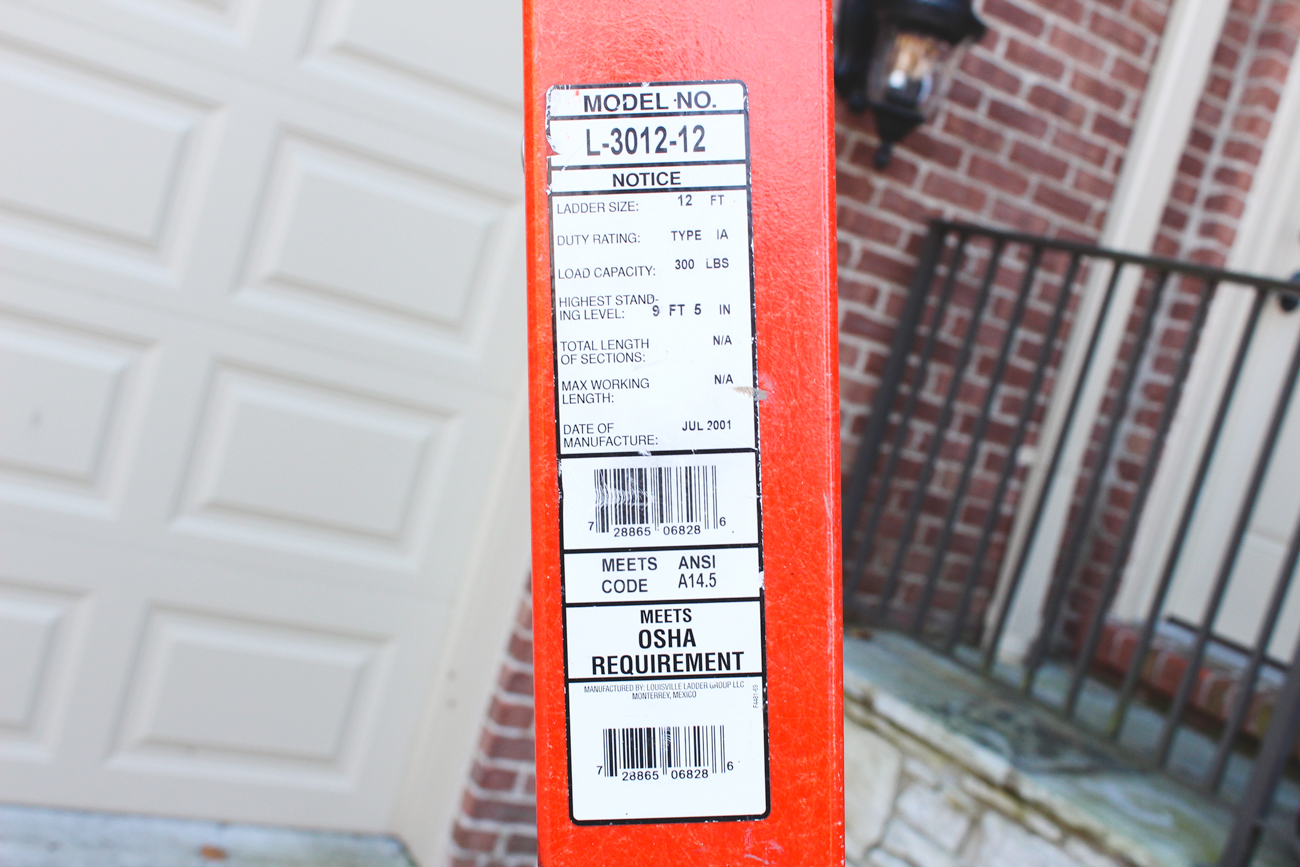 MODEL NO.
L-3012-12
NOTICE
LADDER SIZE: 12 FT
DUTY RATING: TYPE IA
LOAD CAPACITY: 300 LBS
HIGHEST STAND-
ING LEVEL: 9 FT 5 IN
TOTAL LENGTH N/A
OF SECTIONS:
MAX WORKING N/A
LENGTH:
DATE OF JUL 2001
MANUFACTURE:
7 28865 06828 6
MEETS ANSI
CODE A14.5
MEETS
OSHA
REQUIREMENT
MANUFACTURED BY: LOUISVILLE LADDER GROUP LLC
MONTERREY, MEXICO
7 28865 06828 6